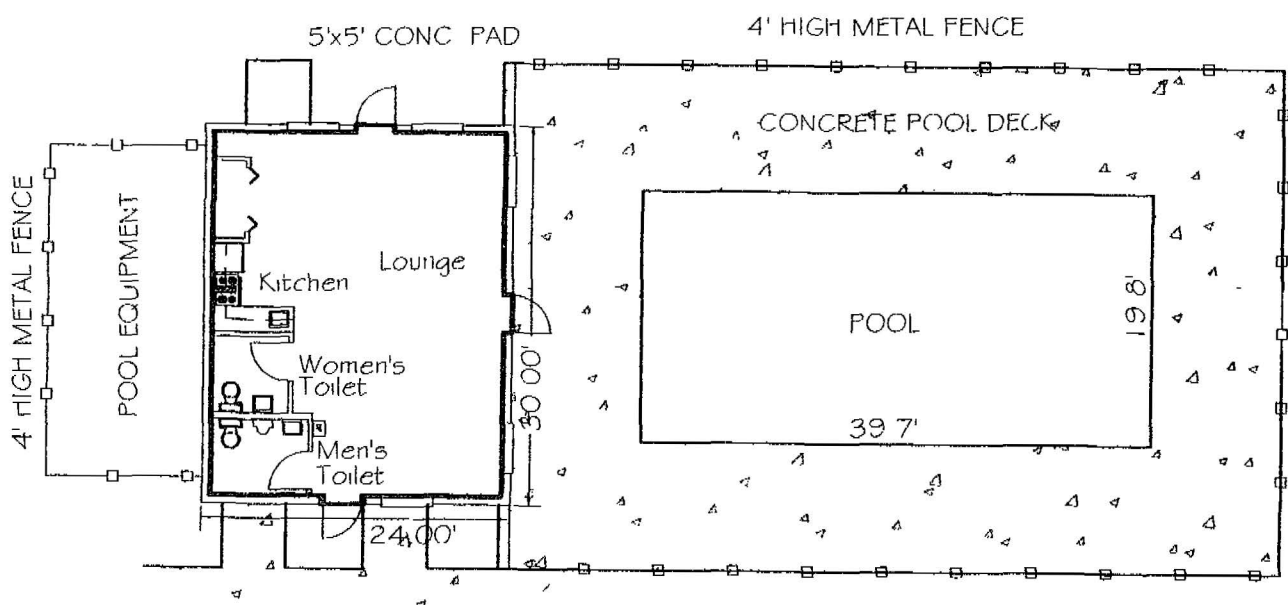 5'x5' CONC PAD
4' HIGH METAL FENCE
CONCRETE POOL DECK
4' HIGH METAL FENCE
POOL EQUIPMENT
Kitchen
Lounge
POOL
19 8'
39 7'
Women's
Toilet
Men's
Toilet
30 00'
24.00'